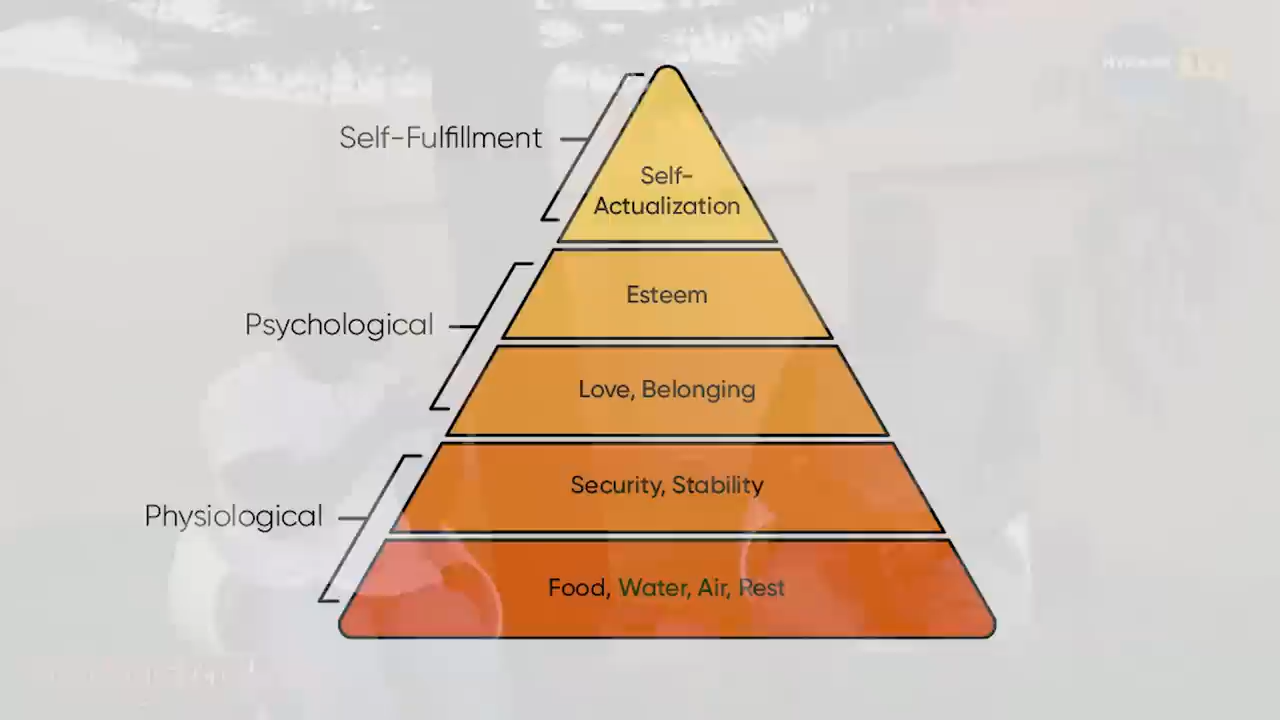 Self-Fulfillment
Self-
Actualization
Esteem
Psychological
Love, Belonging
Security, Stability
Physiological
Food, Water, Air, Rest